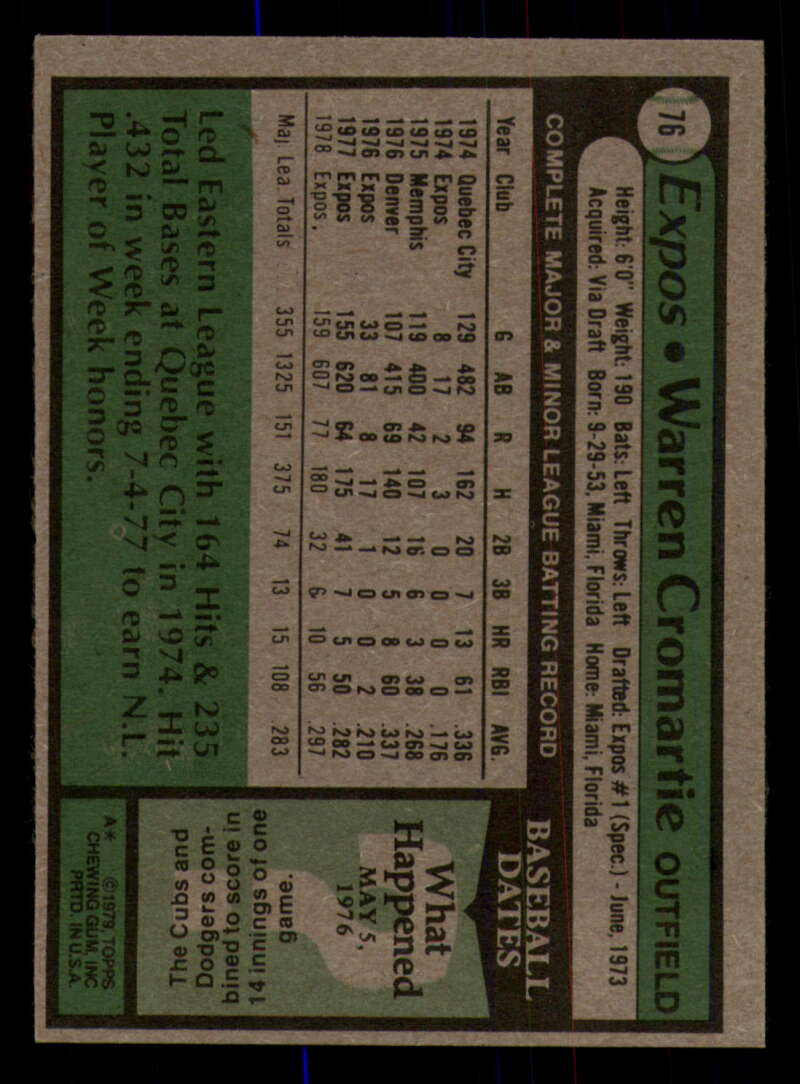 76 Expos • Warren Cromartie OUTFIELD
Height: 6'0" Weight: 190 Bats: Left Throws: Left Drafted: Expos #1 (Spec.) - June, 1973
Acquired: Via Draft Born: 9-29-53, Miami, Florida Home: Miami, Florida
COMPLETE MAJOR & MINOR LEAGUE BATTING RECORD
Year Club G AB R H 2B 3B HR RBI AVG.
1974 Quebec City 129 482 94 162 20 7 13 61 .336
1974 Expos 8 17 2 3 0 0 0 0 .176
1975 Memphis 119 400 42 107 16 6 3 38 .268
1976 Denver 107 415 69 140 12 5 8 60 .337
1976 Expos 33 81 8 17 1 0 0 2 .210
1977 Expos 155 620 64 175 41 7 5 50 .282
1978 Expos, 159 607 77 180 32 6 10 56 .297
Maj Lea Totals 355 1325 151 375 74 13 15 108 .283
Led Eastern League with 164 Hits & 235
Total Bases at Quebec City in 1974. Hit
.432 in week ending 7-4-77 to earn N.L.
Player of Week honors.
BASEBALL
DATES
What
Happened
MAY 5,
1976
The Cubs and
Dodgers com-
bined to score in
14 innings of one
game.
A* ©1979, TOPPS
CHEWING GUM, INC
PRTD. IN U.S.A.